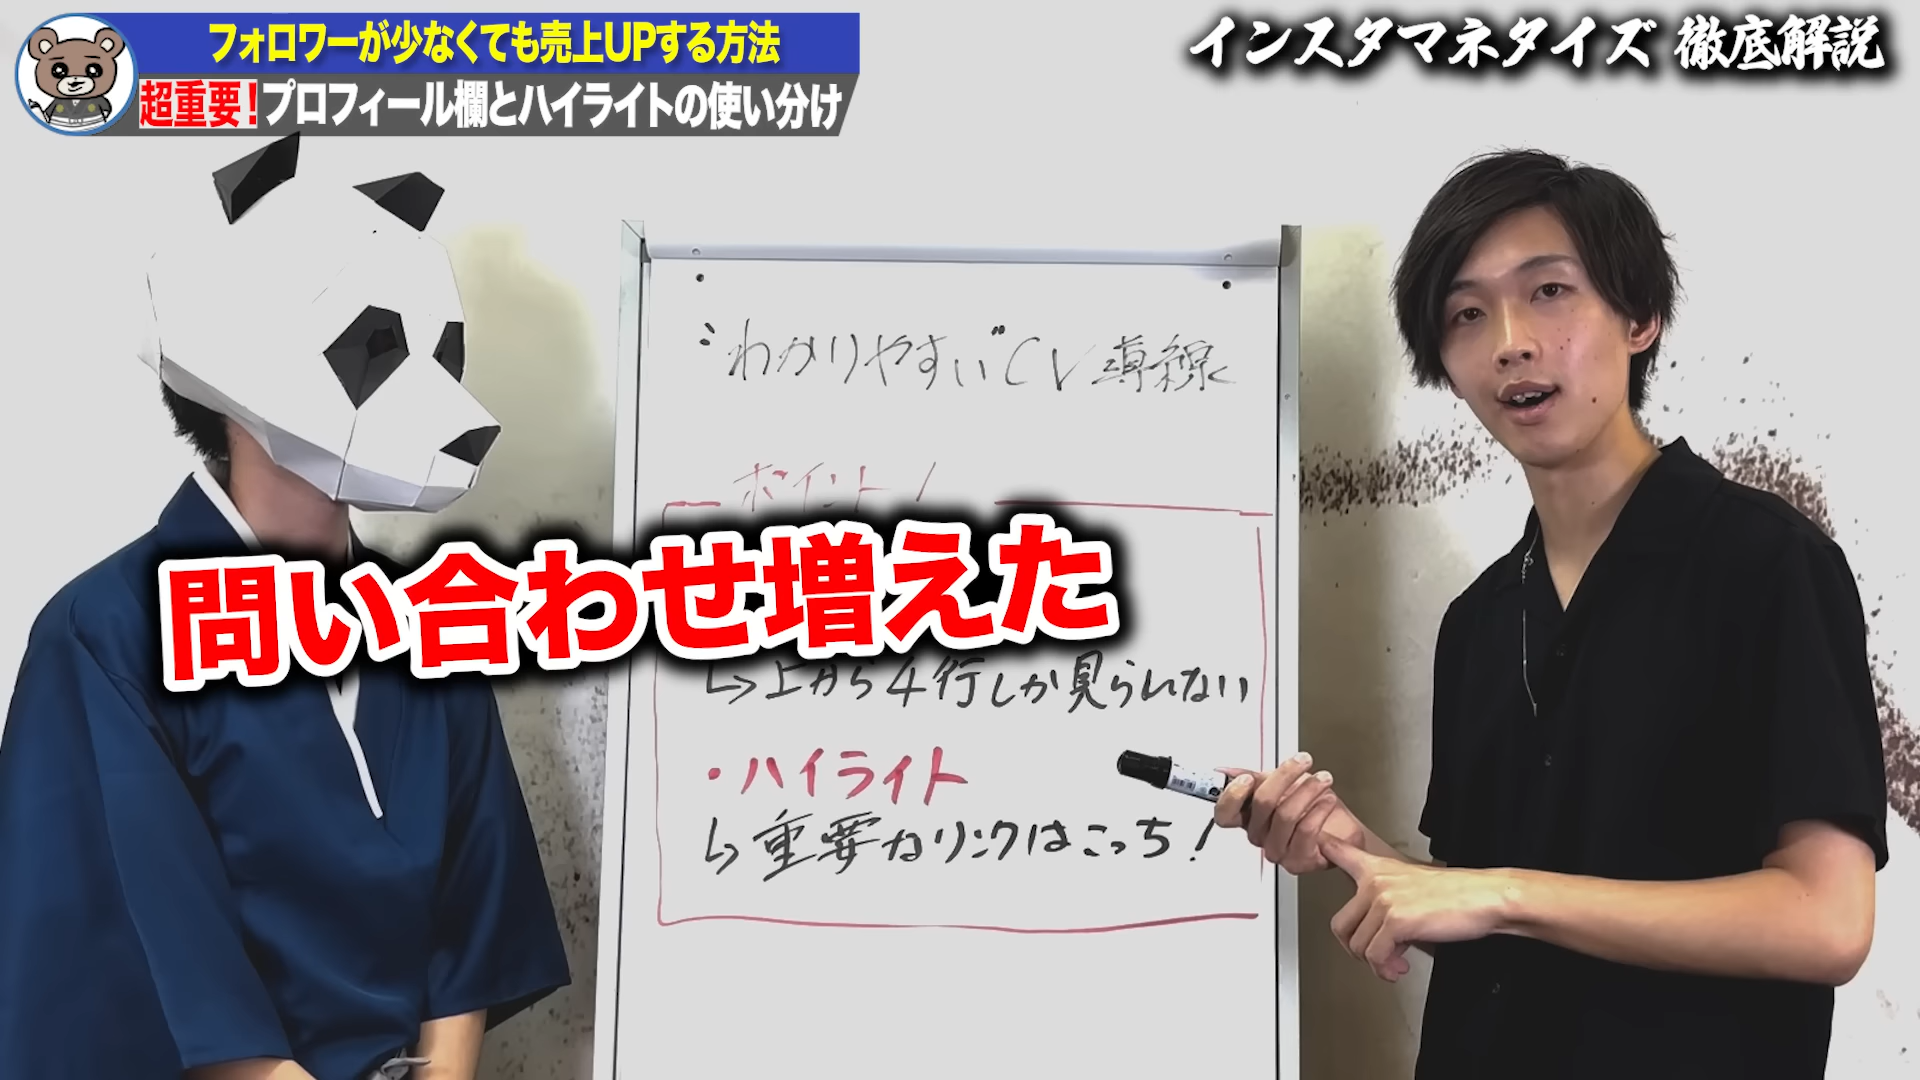 フォロワーが少なくても売上UPする方法
超重要!プロフィール欄とハイライトの使い分け
インスタマネタイズ 徹底解説
"わかりやすい"CV導線
ポイント!
問い合わせ増えた
↳上から4行しか見られない
・ハイライト
↳重要なリンクはこっち!